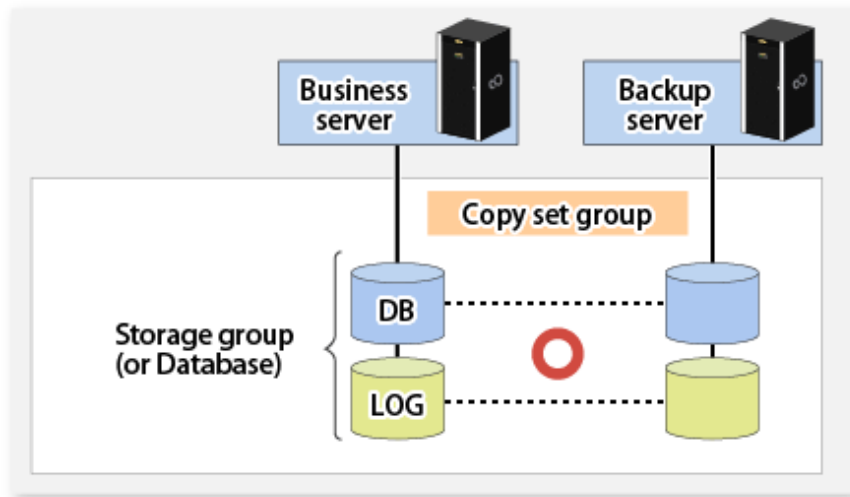 Business
server
Backup
server
Copy set group
DB
Storage group
(or Database)
LOG